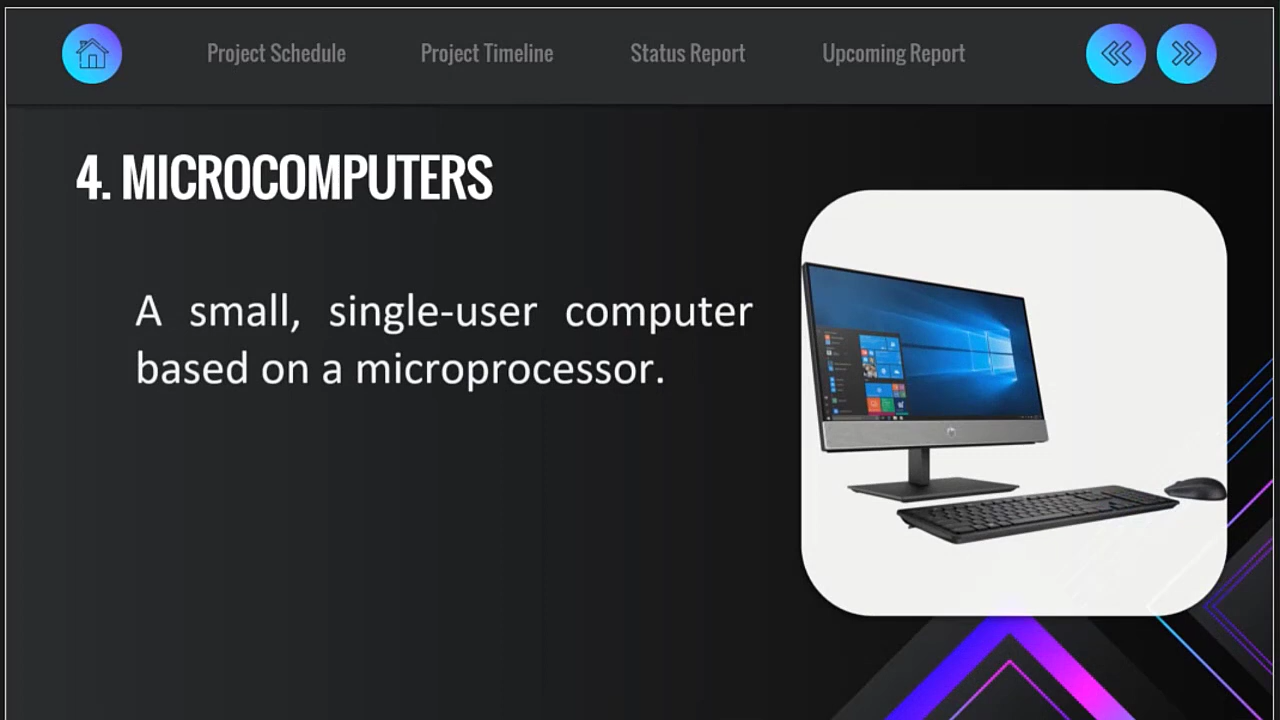 Project Schedule
Project Timeline
Status Report
Upcoming Report
4. MICROCOMPUTERS
A small, single-user computer
based on a microprocessor.